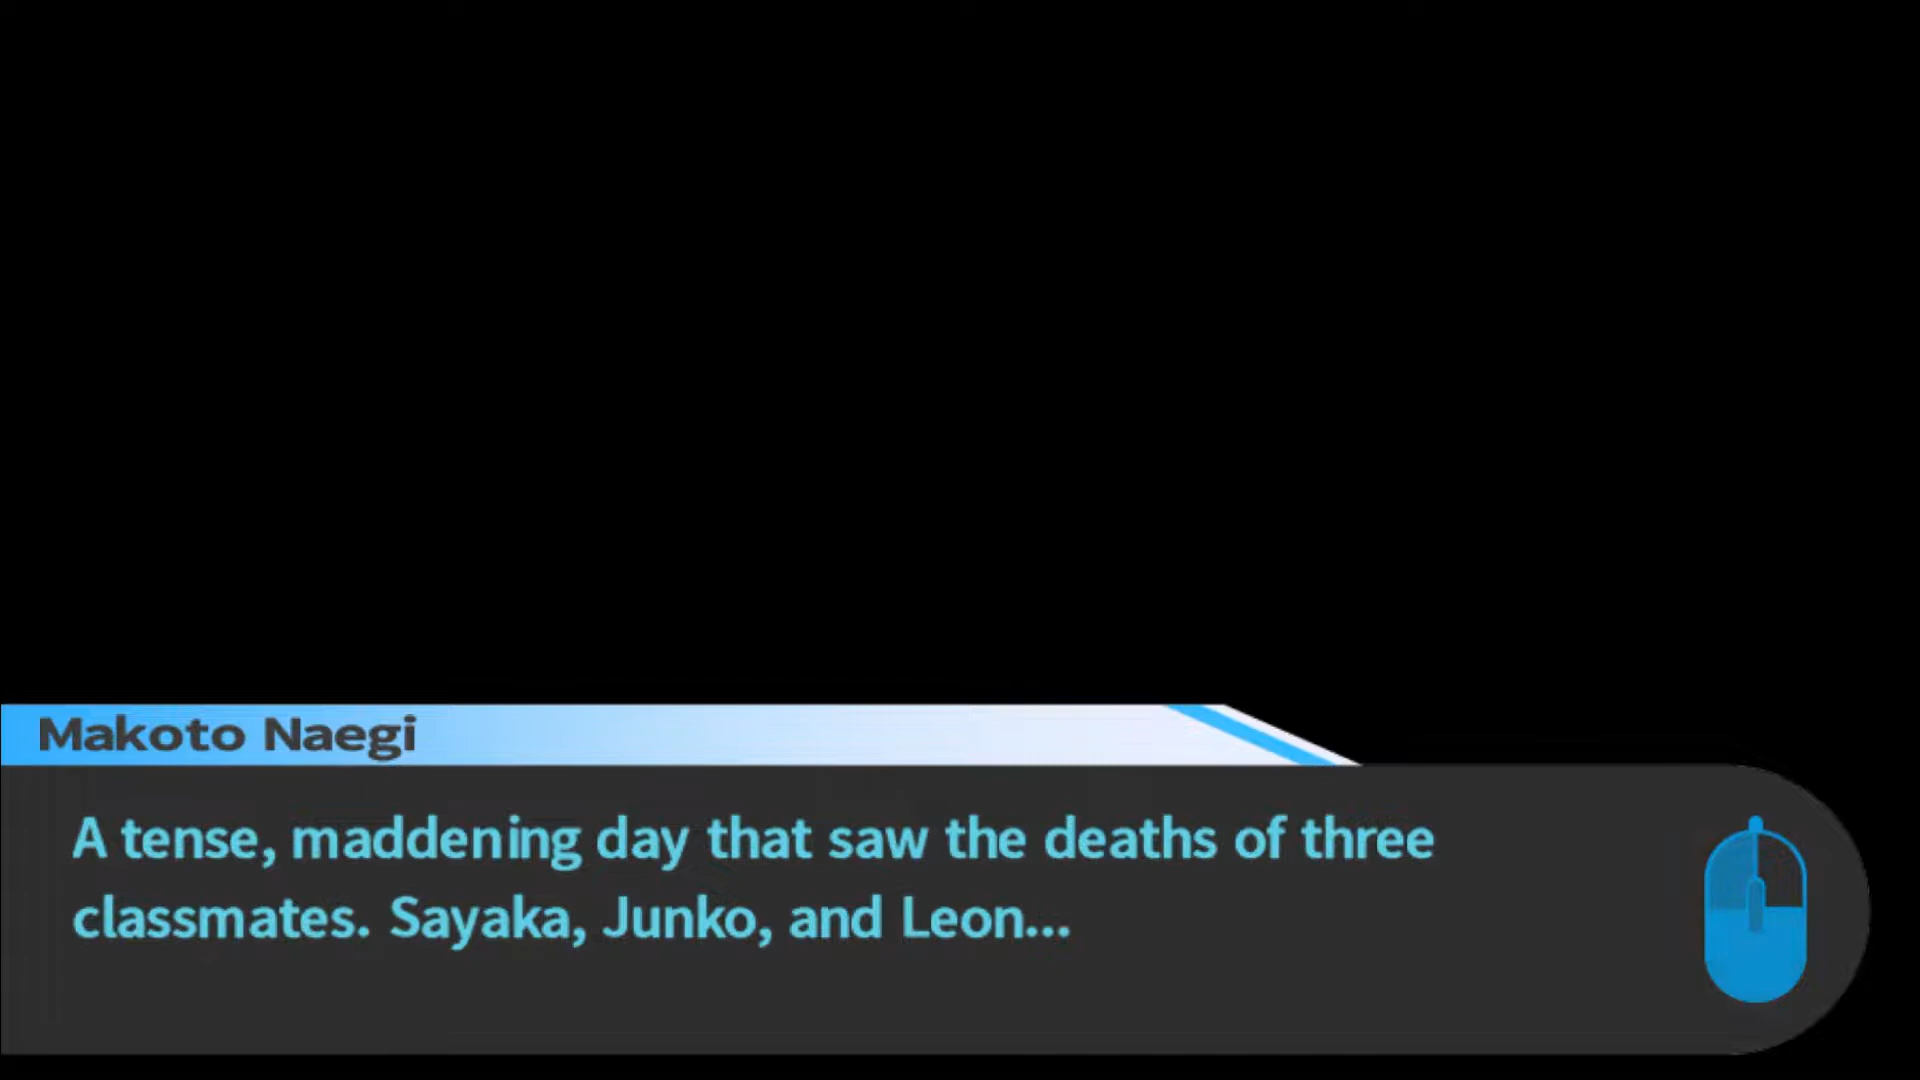 Makoto Naegi
A tense, maddening day that saw the deaths of three
classmates. Sayaka, Junko, and Leon...